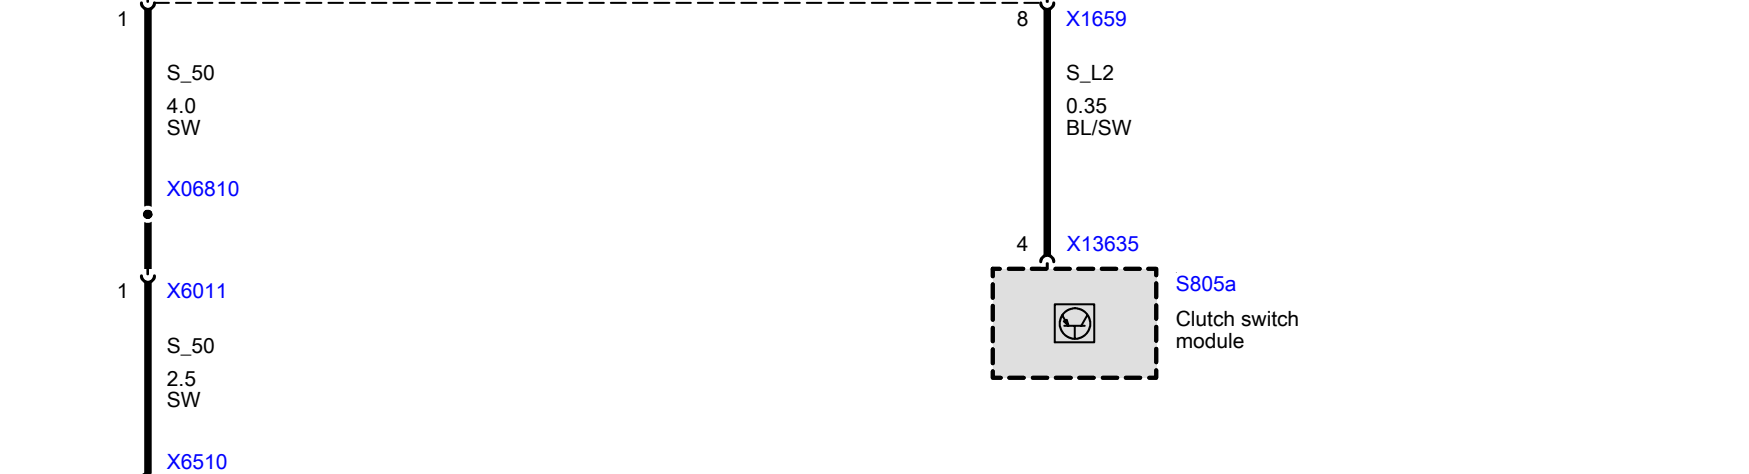 1
8
X1659
S_50
S_L2
4.0
0.35
SW
BL/SW
X06810
4
X13635
S805a
1
X6011
Clutch switch
module
S_50
2.5
SW
X6510